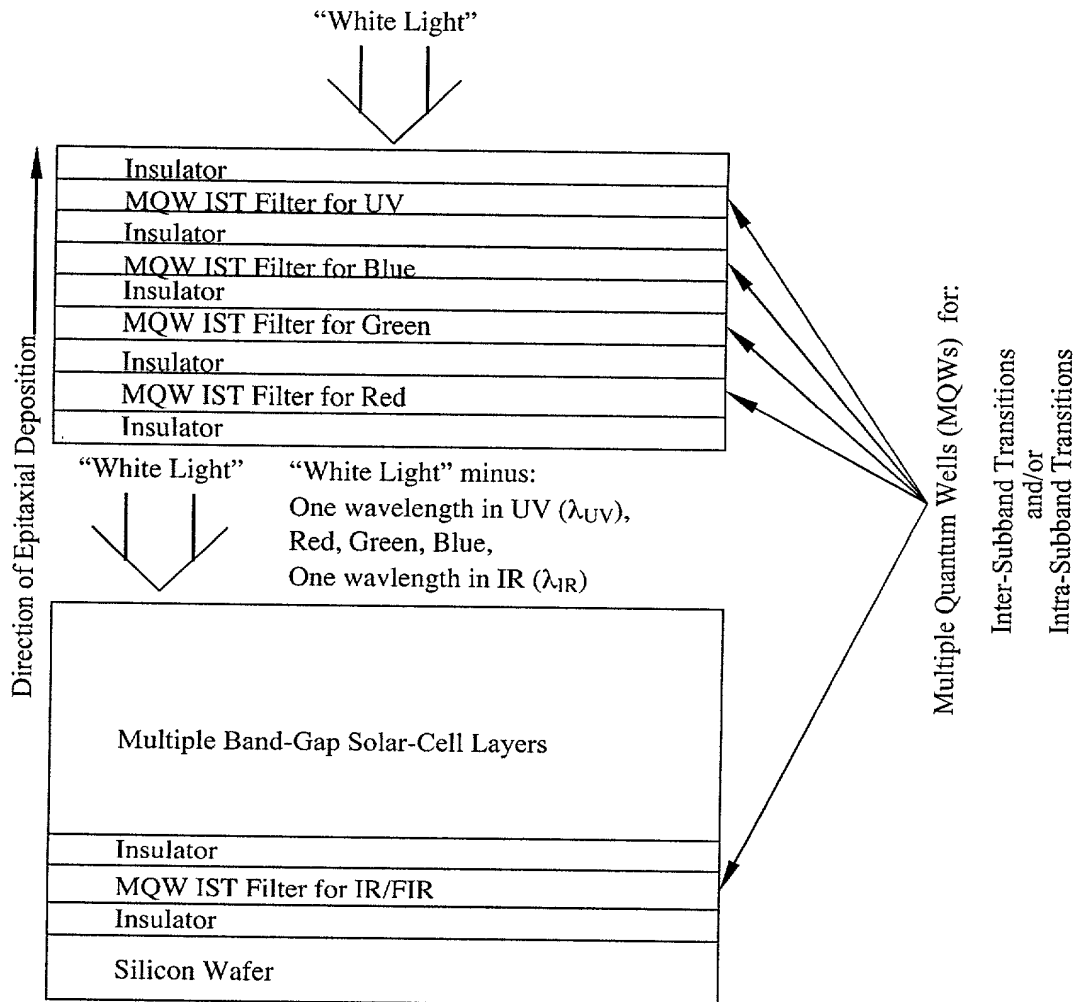 “White Light”
Insulator
MQW IST Filter for UV
Insulator
MQW IST Filter for Blue
Insulator
MQW IST Filter for Green
Insulator
MQW IST Filter for Red
Insulator
“White Light”
“White Light” minus:
One wavelength in UV (λUV),
Red, Green, Blue,
One wavlength in IR (λIR)
Multiple Band-Gap Solar-Cell Layers
Insulator
MQW IST Filter for IR/FIR
Insulator
Silicon Wafer
Direction of Epitaxial Deposition
Multiple Quantum Wells (MQWs) for:
Inter-Subband Transitions
and/or
Intra-Subband Transitions